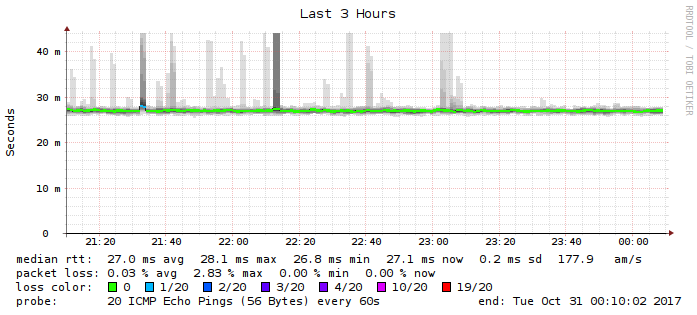 Last 3 Hours
RRDTOOL / TOBI OETIKER
Seconds
40 m
30 m
20 m
10 m
0
21:20 21:40 22:00 22:20 22:40 23:00 23:20 23:40 00:00
median rtt: 27.0 ms avg 28.1 ms max 26.8 ms min 27.1 ms now 0.2 ms sd 177.9 am/s
packet loss: 0.03 % avg 2.83 % max 0.00 % min 0.00 % now
loss color: 0 1/20 2/20 3/20 4/20 10/20 19/20
probe: 20 ICMP Echo Pings (56 Bytes) every 60s end: Tue Oct 31 00:10:02 2017